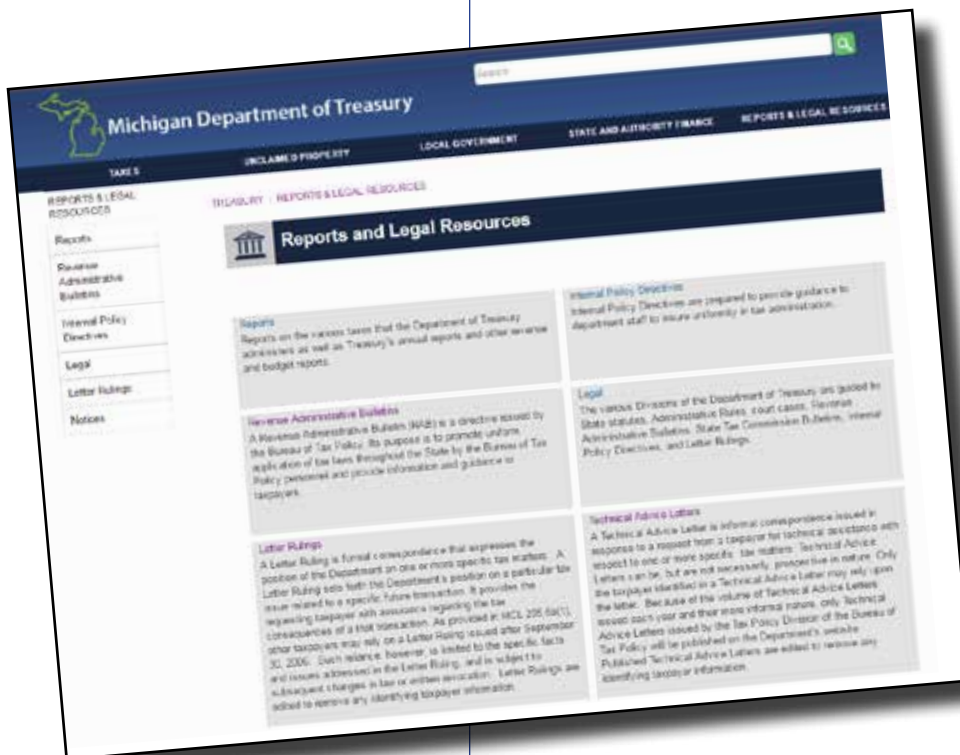 Search
Michigan Department of Treasury
TAXES
UNCLAIMED PROPERTY
LOCAL GOVERNMENT
STATE AND AUTHORITY FINANCE
REPORTS & LEGAL RESOURCES
REPORTS & LEGAL
RESOURCES
Reports
Revenue
Administrative
Bulletins
Internal Policy
Directives
Legal
Letter Rulings
Notices
TREASURY / REPORTS & LEGAL RESOURCES
Reports and Legal Resources
Reports
Reports on the various taxes that the Department of Treasury
administers as well as Treasury's annual reports and other revenue
and budget reports.
Internal Policy Directives
Internal Policy Directives are prepared to provide guidance to
department staff to insure uniformity in tax administration.
Revenue Administrative Bulletins
A Revenue Administrative Bulletin (RAB) is a directive issued by
the Bureau of Tax Policy. Its purpose is to promote uniform
application of tax laws throughout the State by the Bureau of Tax
Policy personnel and provide information and guidance to
taxpayers.
Legal
The various Divisions of the Department of Treasury are guided by
State statutes, Administrative Rules, court cases, Revenue
Administrative Bulletins, State Tax Commission Bulletins, Internal
Policy Directives, and Letter Rulings.
Letter Rulings
A Letter Ruling is formal correspondence that expresses the
position of the Department on one or more specific tax matters. A
Letter Ruling sets forth the Department's position on a particular tax
issue related to a specific future transaction. It provides the
requesting taxpayer with assurance regarding the tax
consequences of a that transaction. As provided in MCL 205.6a(1),
other taxpayers may rely on a Letter Ruling issued after September
30, 2006. Such reliance, however, is limited to the specific facts
and issues addressed in the Letter Ruling, and is subject to
subsequent changes in law or written revocation. Letter Rulings are
edited to remove any identifying taxpayer information.
Technical Advice Letters
A Technical Advice Letter is informal correspondence issued in
response to a request from a taxpayer for technical assistance with
respect to one or more specific tax matters. Technical Advice
Letters can be, but are not necessarily, prospective in nature. Only
the taxpayer identified in a Technical Advice Letter may rely upon
the letter. Because of the volume of Technical Advice Letters
issued each year and their more informal nature, only Technical
Advice Letters issued by the Tax Policy Division of the Bureau of
Tax Policy will be published on the Department's website.
Published Technical Advice Letters are edited to remove any
identifying taxpayer information.